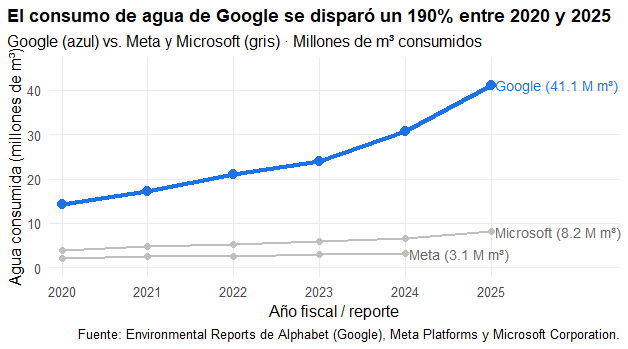 El consumo de agua de Google se disparó un 190% entre 2020 y 2025
Google (azul) vs. Meta y Microsoft (gris) · Millones de m³ consumidos
Agua consumida (millones de m³)
40
30
20
10
0
Google (41.1 M m³)
Microsoft (8.2 M m³)
Meta (3.1 M m³)
2020
2021
2022
2023
2024
2025
Año fiscal / reporte
Fuente: Environmental Reports de Alphabet (Google), Meta Platforms y Microsoft Corporation.